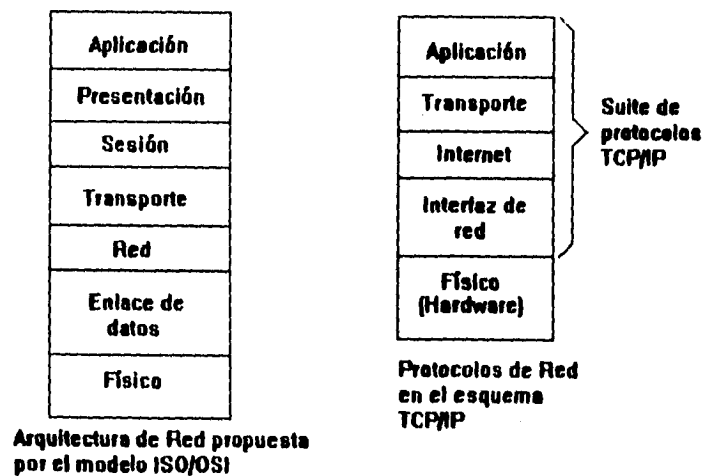 Aplicación
Presentación
Sesión
Transporte
Red
Enlace de
datos
Físico
Arquitectura de Red propuesta
por el modelo ISO/OSI
Aplicación
Transporte
Internet
Interfaz de
red
Físico
(Hardware)
Suite de
protocolos
TCP/IP
Protocolos de Red
en el esquema
TCP/IP